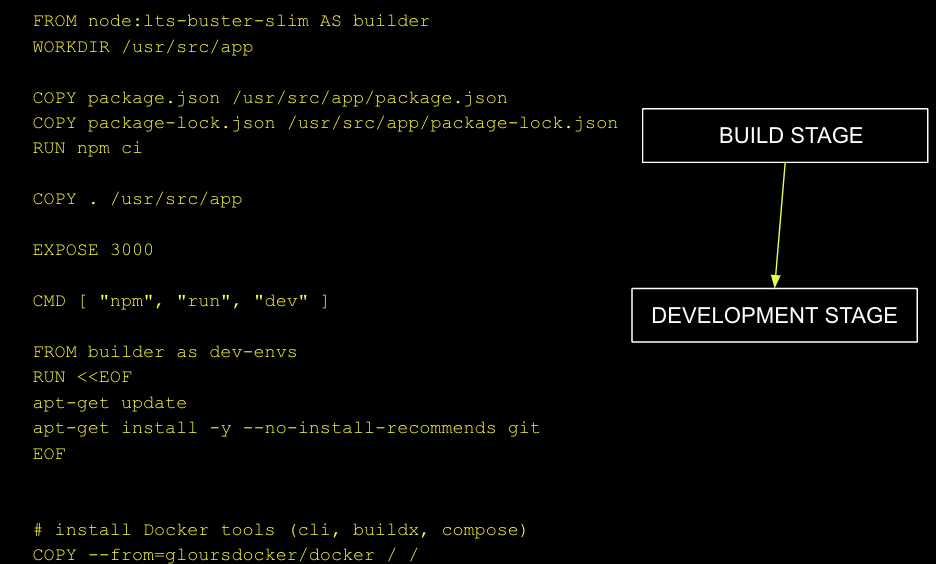 FROM node:lts-buster-slim AS builder
WORKDIR /usr/src/app
COPY package.json /usr/src/app/package.json
COPY package-lock.json /usr/src/app/package-lock.json
RUN npm ci
COPY . /usr/src/app
EXPOSE 3000
CMD [ "npm", "run", "dev" ]
FROM builder as dev-envs
RUN <<EOF
apt-get update
apt-get install -y --no-install-recommends git
EOF
# install Docker tools (cli, buildx, compose)
COPY --from=gloursdocker/docker / /
BUILD STAGE
DEVELOPMENT STAGE